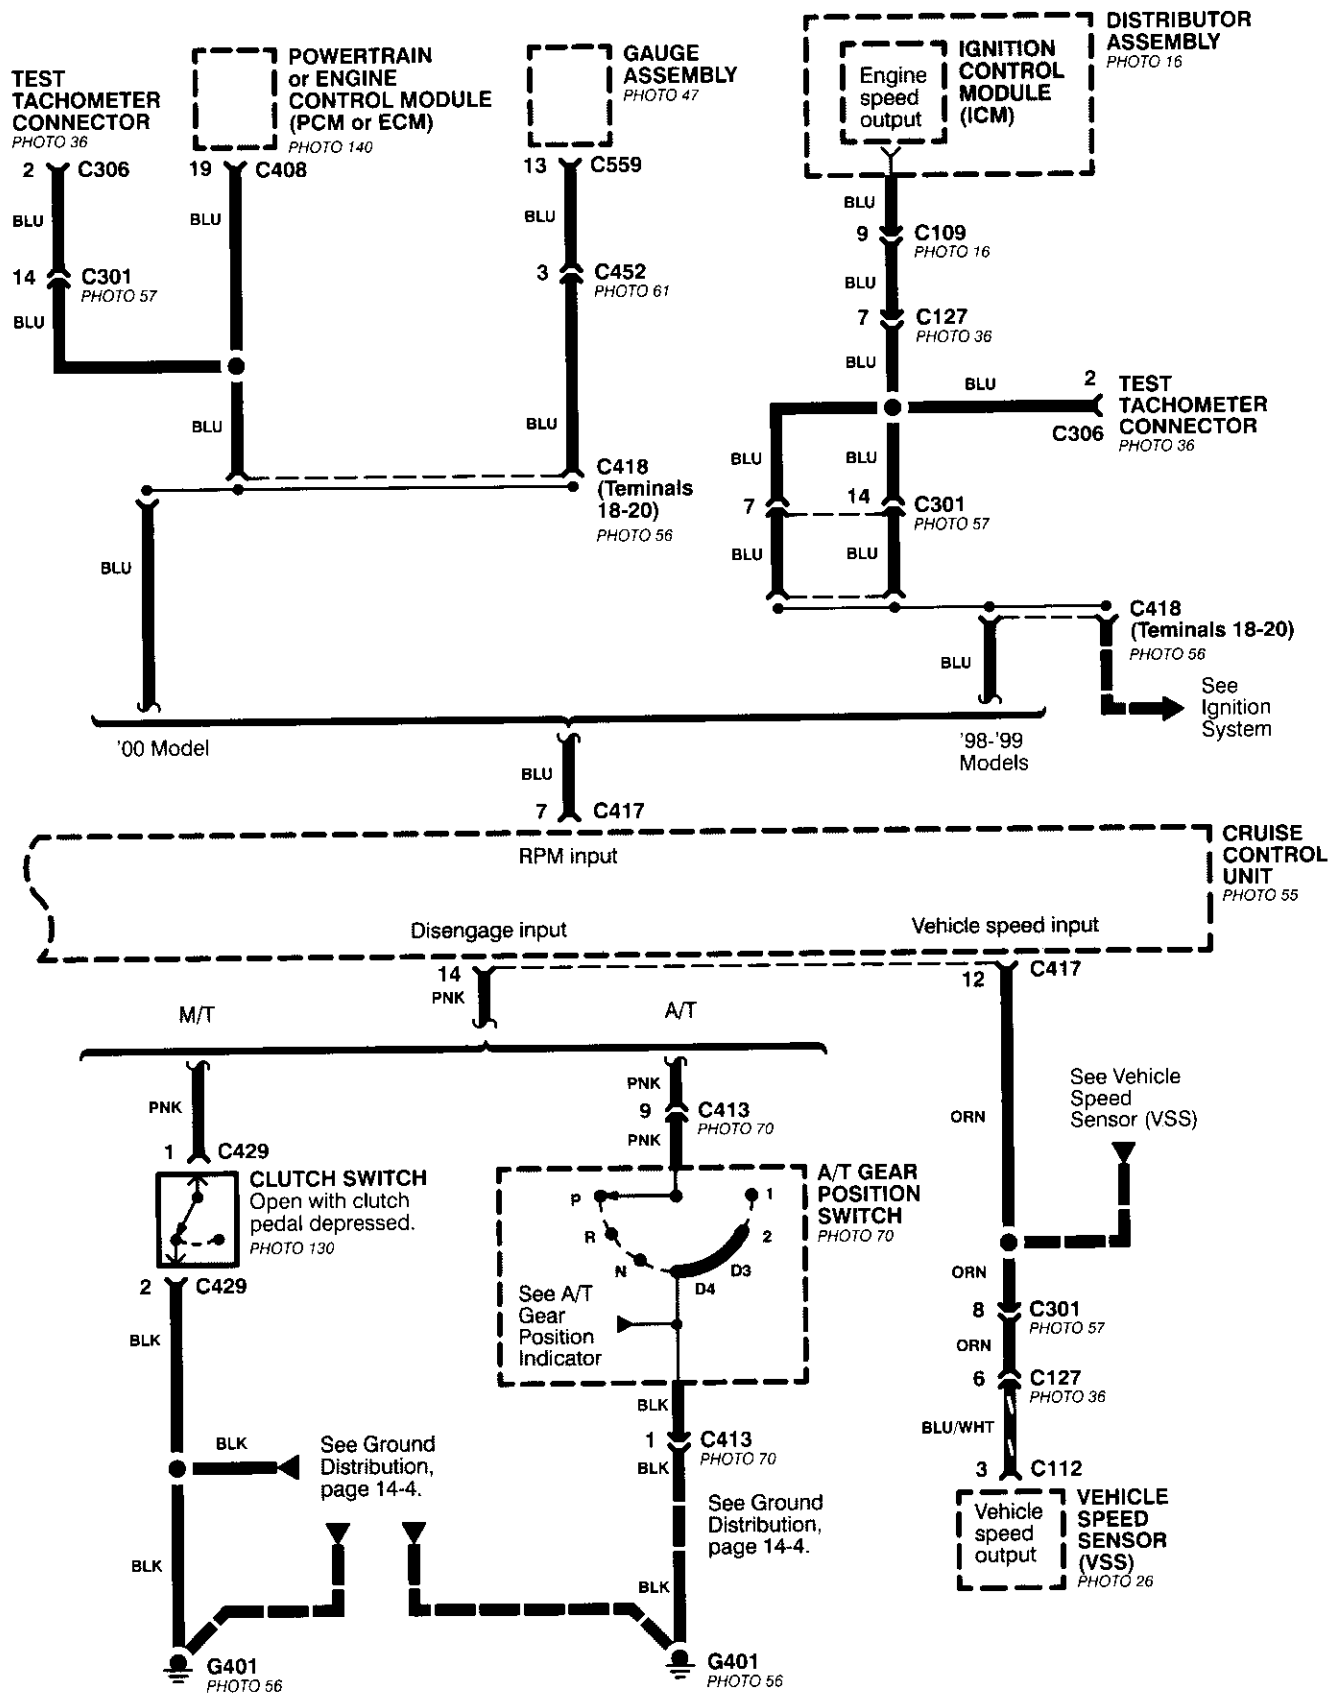 TEST
TACHOMETER
CONNECTOR
PHOTO 36
POWERTRAIN
or ENGINE
CONTROL MODULE
(PCM or ECM)
PHOTO 140
GAUGE
ASSEMBLY
PHOTO 47
Engine
speed
output
IGNITION
CONTROL
MODULE
(ICM)
DISTRIBUTOR
ASSEMBLY
PHOTO 16
2 C306
19 C408
13 C559
BLU
BLU
BLU
BLU
9 C109
PHOTO 16
14 C301
PHOTO 57
3 C452
PHOTO 61
BLU
BLU
7 C127
PHOTO 36
BLU
BLU
2
C306
TEST
TACHOMETER
CONNECTOR
PHOTO 36
BLU
BLU
BLU
BLU
C418
(Teminals
18-20)
PHOTO 56
7
14 C301
PHOTO 57
BLU
BLU
BLU
C418
(Teminals 18-20)
PHOTO 56
BLU
See
Ignition
System
'00 Model
'98-'99
Models
BLU
7 C417
RPM input
CRUISE
CONTROL
UNIT
PHOTO 55
Disengage input
Vehicle speed input
14
PNK
12 C417
M/T
A/T
PNK
1 C429
CLUTCH SWITCH
Open with clutch
pedal depressed.
PHOTO 130
2 C429
BLK
BLK
See Ground
Distribution,
page 14-4.
BLK
G401
PHOTO 56
PNK
9 C413
PHOTO 70
PNK
A/T GEAR
POSITION
SWITCH
PHOTO 70
P
R
N
D4
D3
2
1
See A/T
Gear
Position
Indicator
BLK
1 C413
PHOTO 70
BLK
See Ground
Distribution,
page 14-4.
BLK
G401
PHOTO 56
ORN
See Vehicle
Speed
Sensor (VSS)
ORN
8 C301
PHOTO 57
ORN
6 C127
PHOTO 36
BLU/WHT
3 C112
Vehicle
speed
output
VEHICLE
SPEED
SENSOR
(VSS)
PHOTO 26